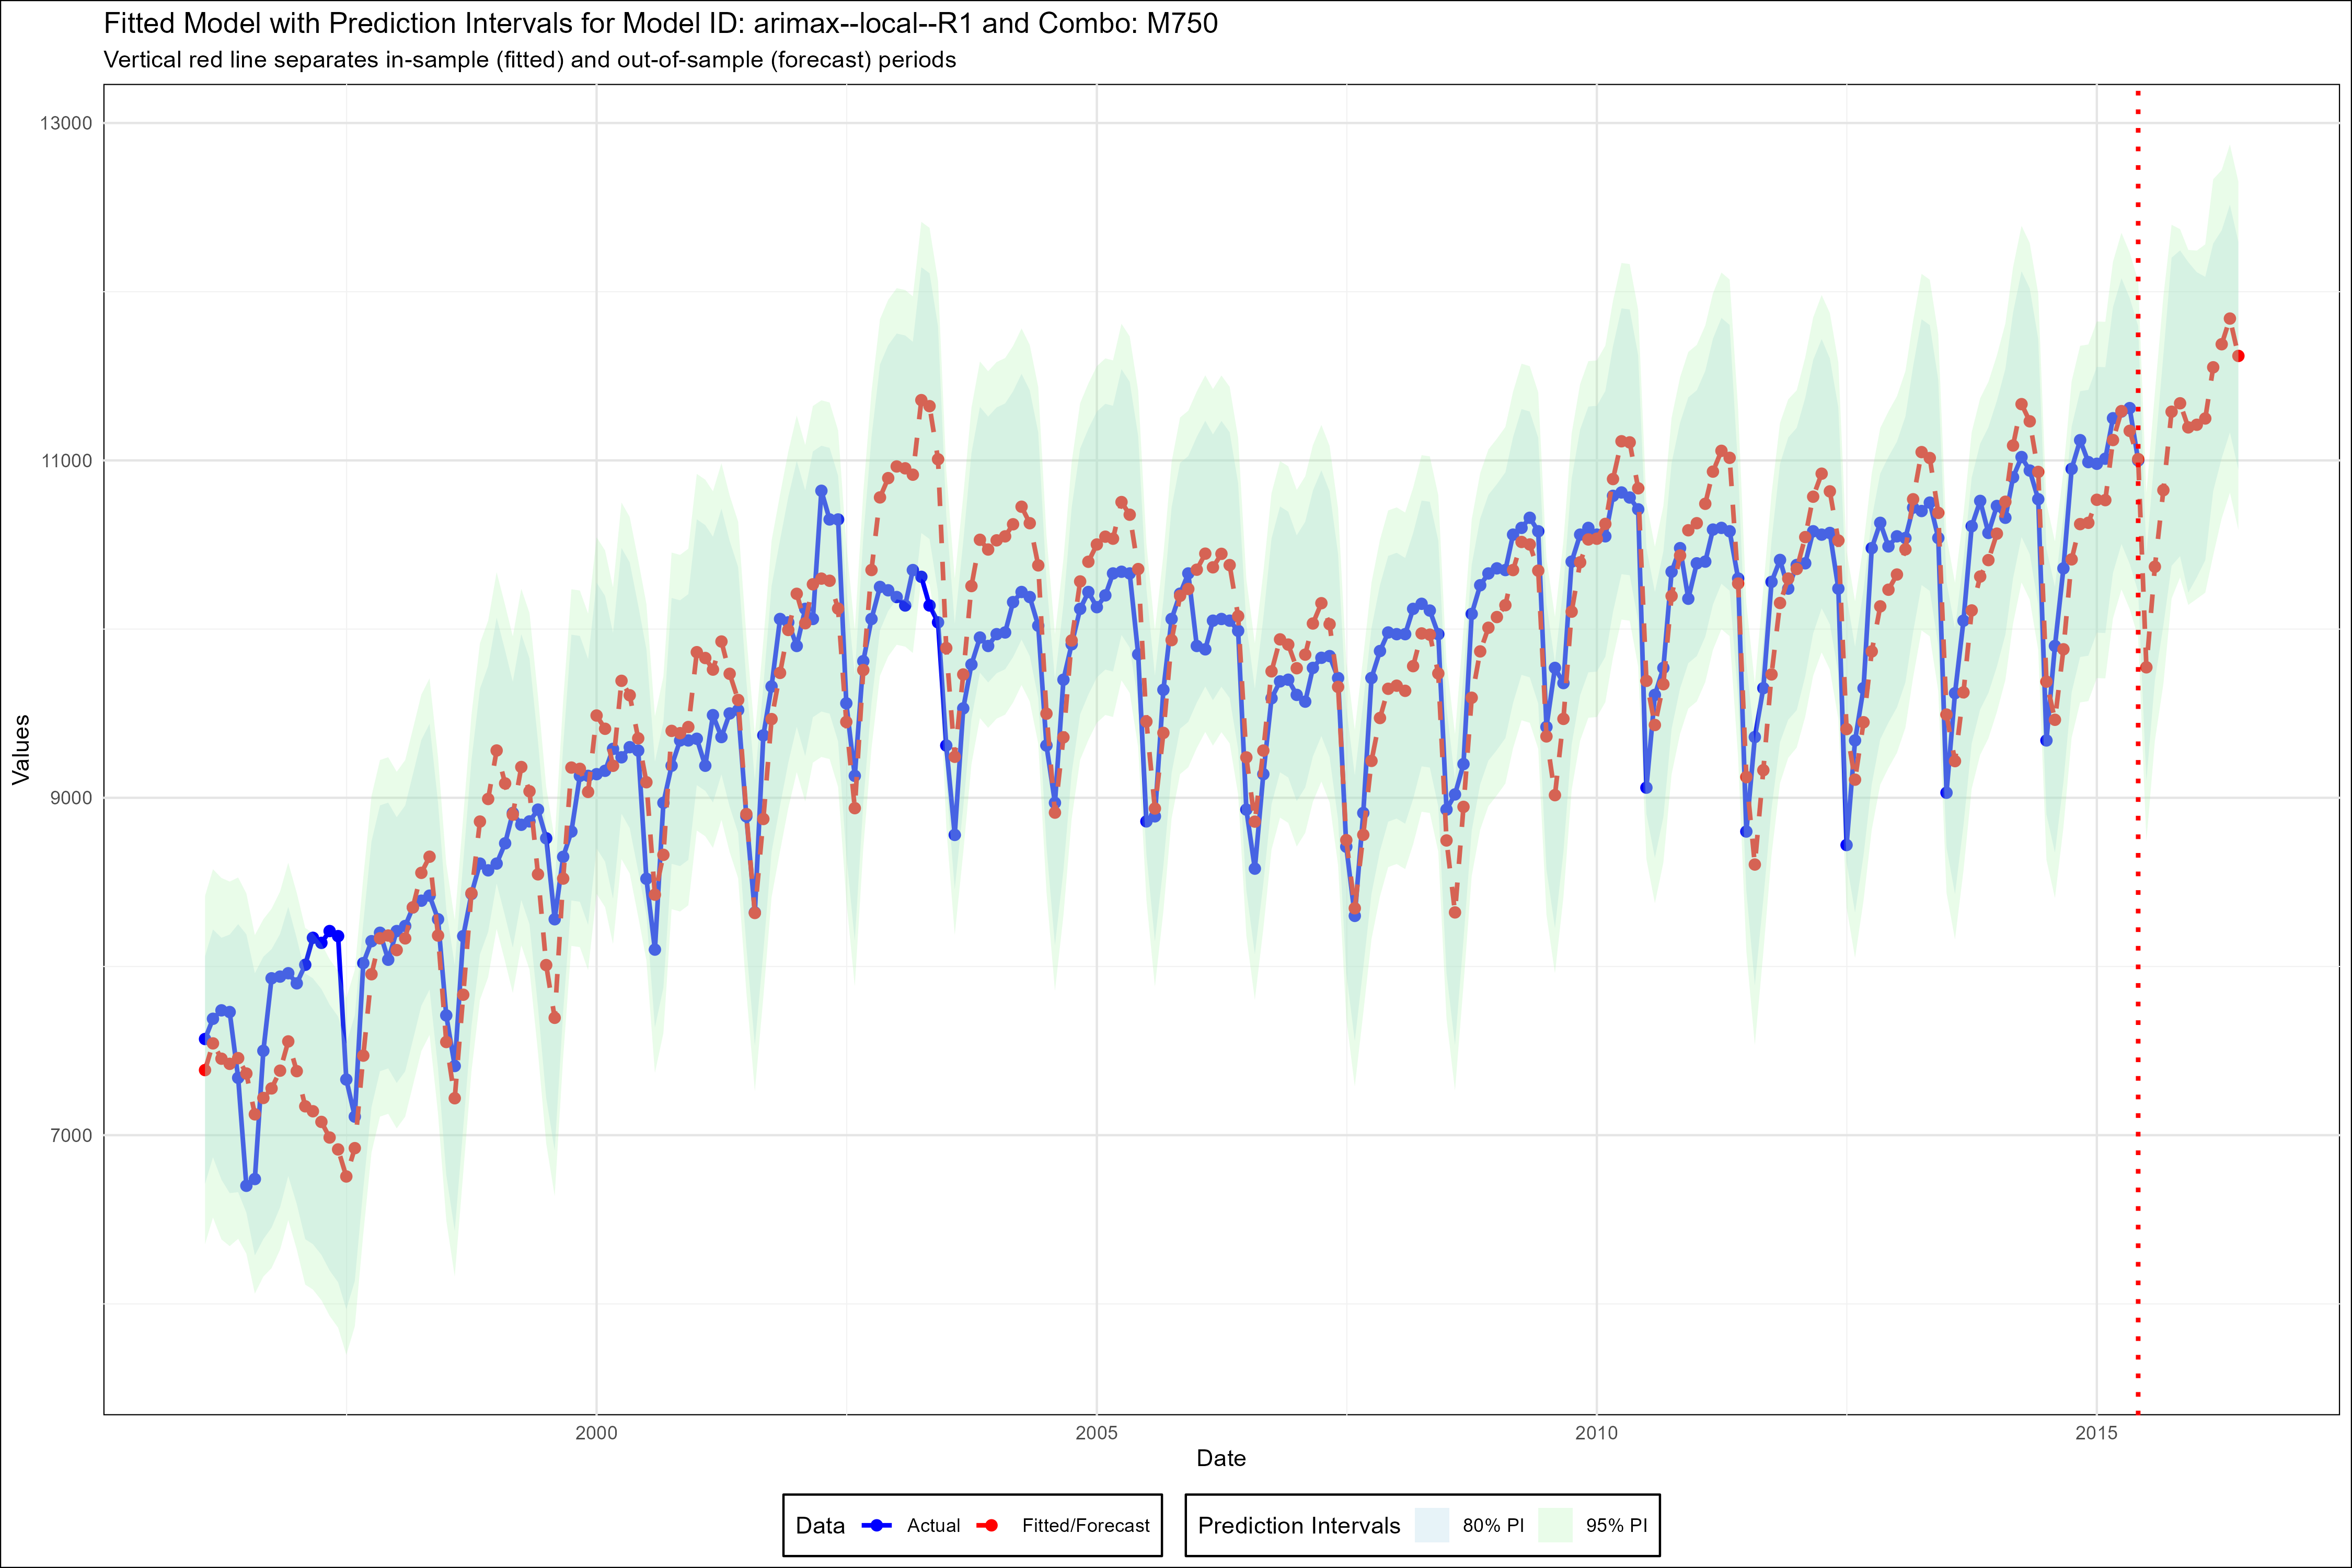 Fitted Model with Prediction Intervals for Model ID: arimax--local--R1 and Combo: M750
Vertical red line separates in-sample (fitted) and out-of-sample (forecast) periods
13000
11000
9000
7000
Values
2000 2005 2010 2015
Date
Data Actual Fitted/Forecast Prediction Intervals 80% PI 95% PI